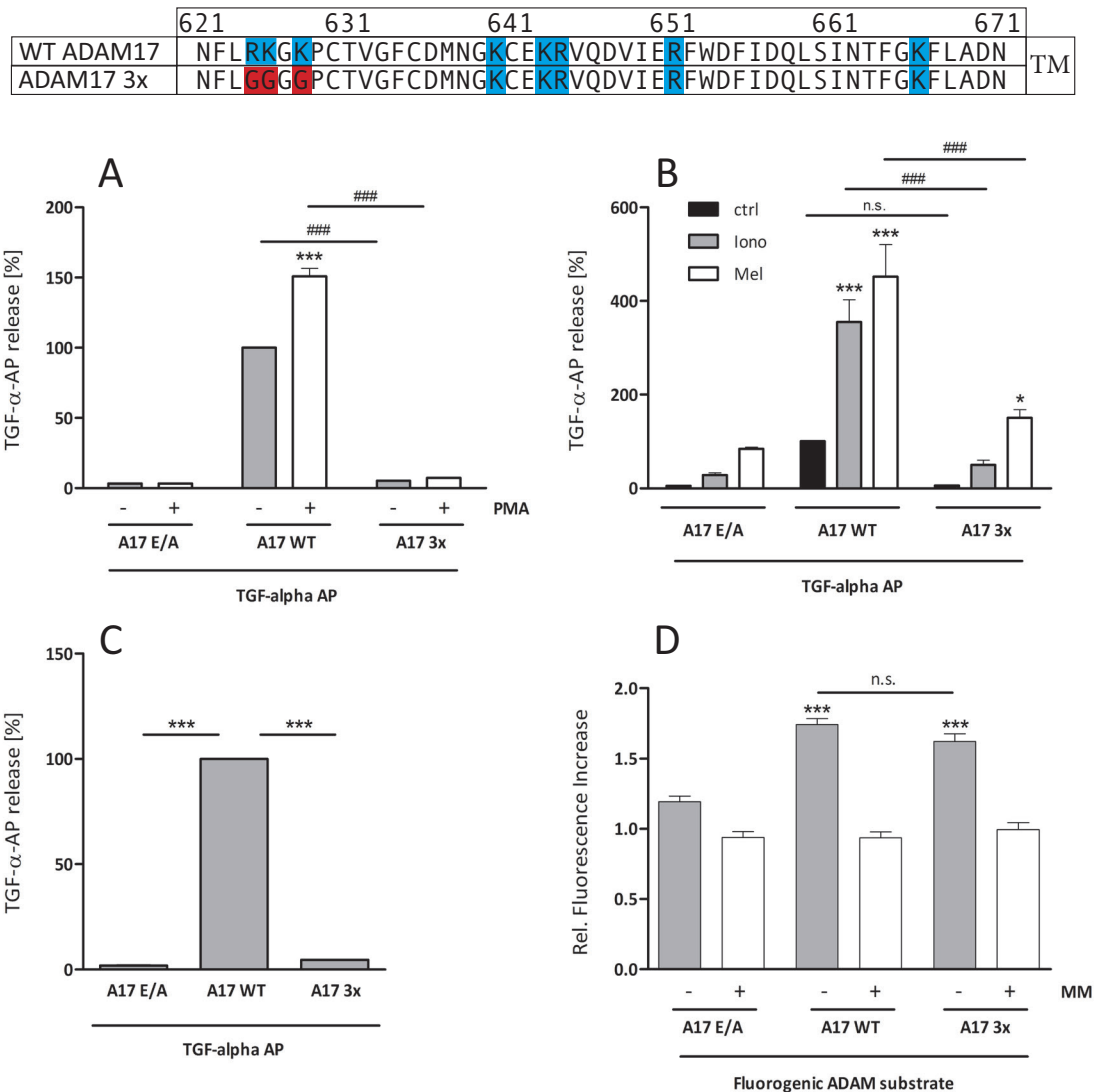 621 631 641 651 661 671
WT ADAM17 NFLRKGKPCTVGFCDMNGKCEKRVQDVIERFWDFIDQLSINTFGKFLADN TM
ADAM17 3x NFLGGGGPCTVGFCDMNGKCEKRVQDVIERFWDFIDQLSINTFGKFLADN
A
TGF-α-AP release [%]
200
150
100
50
0
###
###
***
- + - + - + PMA
A17 E/A A17 WT A17 3x
TGF-alpha AP
B
TGF-α-AP release [%]
600
400
200
0
ctrl
Iono
Mel
###
###
n.s.
***
***
*
A17 E/A A17 WT A17 3x
TGF-alpha AP
C
TGF-α-AP release [%]
150
100
50
0
*** ***
A17 E/A A17 WT A17 3x
TGF-alpha AP
D
Rel. Fluorescence Increase
2.0
1.5
1.0
0.5
0.0
n.s.
*** ***
- + - + - + MM
A17 E/A A17 WT A17 3x
Fluorogenic ADAM substrate